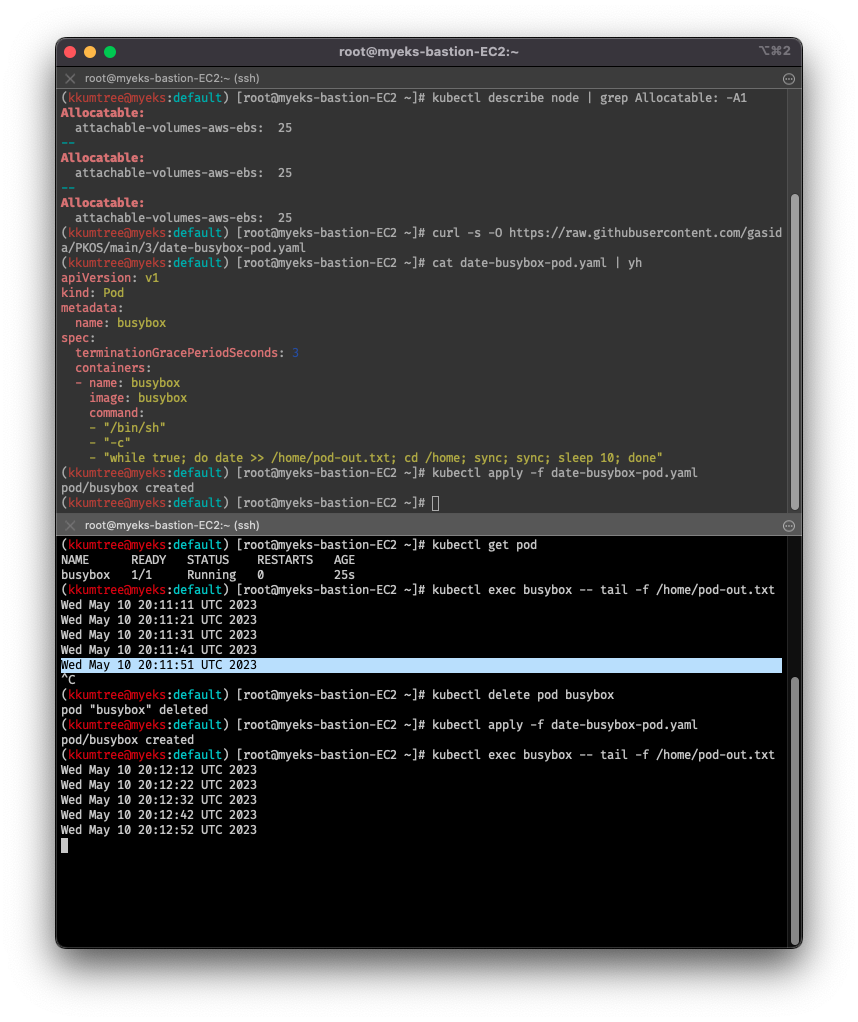 root@myeks-bastion-EC2:~
⌥⌘2
root@myeks-bastion-EC2:~ (ssh)
(kkumtree@myeks:default) [root@myeks-bastion-EC2 ~]# kubectl describe node | grep Allocatable: -A1
Allocatable:
  attachable-volumes-aws-ebs:  25
--
Allocatable:
  attachable-volumes-aws-ebs:  25
--
Allocatable:
  attachable-volumes-aws-ebs:  25
(kkumtree@myeks:default) [root@myeks-bastion-EC2 ~]# curl -s -O https://raw.githubusercontent.com/gasid
a/PKOS/main/3/date-busybox-pod.yaml
(kkumtree@myeks:default) [root@myeks-bastion-EC2 ~]# cat date-busybox-pod.yaml | yh
apiVersion: v1
kind: Pod
metadata:
  name: busybox
spec:
  terminationGracePeriodSeconds: 3
  containers:
  - name: busybox
    image: busybox
    command:
    - "/bin/sh"
    - "-c"
    - "while true; do date >> /home/pod-out.txt; cd /home; sync; sync; sleep 10; done"
(kkumtree@myeks:default) [root@myeks-bastion-EC2 ~]# kubectl apply -f date-busybox-pod.yaml
pod/busybox created
(kkumtree@myeks:default) [root@myeks-bastion-EC2 ~]#
root@myeks-bastion-EC2:~ (ssh)
(kkumtree@myeks:default) [root@myeks-bastion-EC2 ~]# kubectl get pod
NAME      READY   STATUS    RESTARTS   AGE
busybox   1/1     Running   0          25s
(kkumtree@myeks:default) [root@myeks-bastion-EC2 ~]# kubectl exec busybox -- tail -f /home/pod-out.txt
Wed May 10 20:11:11 UTC 2023
Wed May 10 20:11:21 UTC 2023
Wed May 10 20:11:31 UTC 2023
Wed May 10 20:11:41 UTC 2023
Wed May 10 20:11:51 UTC 2023
^C
(kkumtree@myeks:default) [root@myeks-bastion-EC2 ~]# kubectl delete pod busybox
pod "busybox" deleted
(kkumtree@myeks:default) [root@myeks-bastion-EC2 ~]# kubectl apply -f date-busybox-pod.yaml
pod/busybox created
(kkumtree@myeks:default) [root@myeks-bastion-EC2 ~]# kubectl exec busybox -- tail -f /home/pod-out.txt
Wed May 10 20:12:12 UTC 2023
Wed May 10 20:12:22 UTC 2023
Wed May 10 20:12:32 UTC 2023
Wed May 10 20:12:42 UTC 2023
Wed May 10 20:12:52 UTC 2023